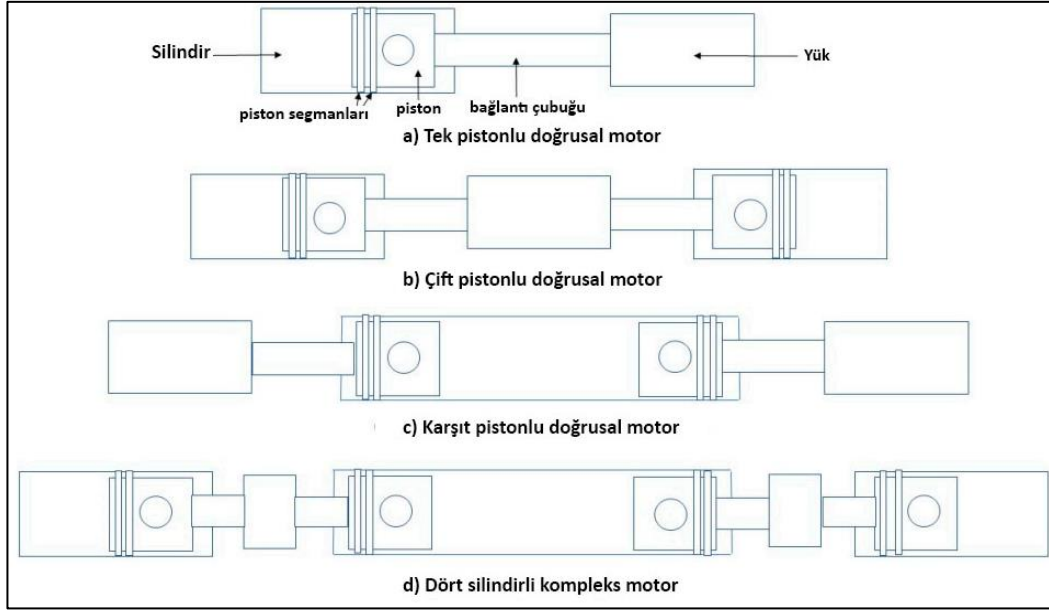 Silindir
Yük
piston segmanları
piston
bağlantı çubuğu
a) Tek pistonlu doğrusal motor
b) Çift pistonlu doğrusal motor
c) Karşıt pistonlu doğrusal motor
d) Dört silindirli kompleks motor